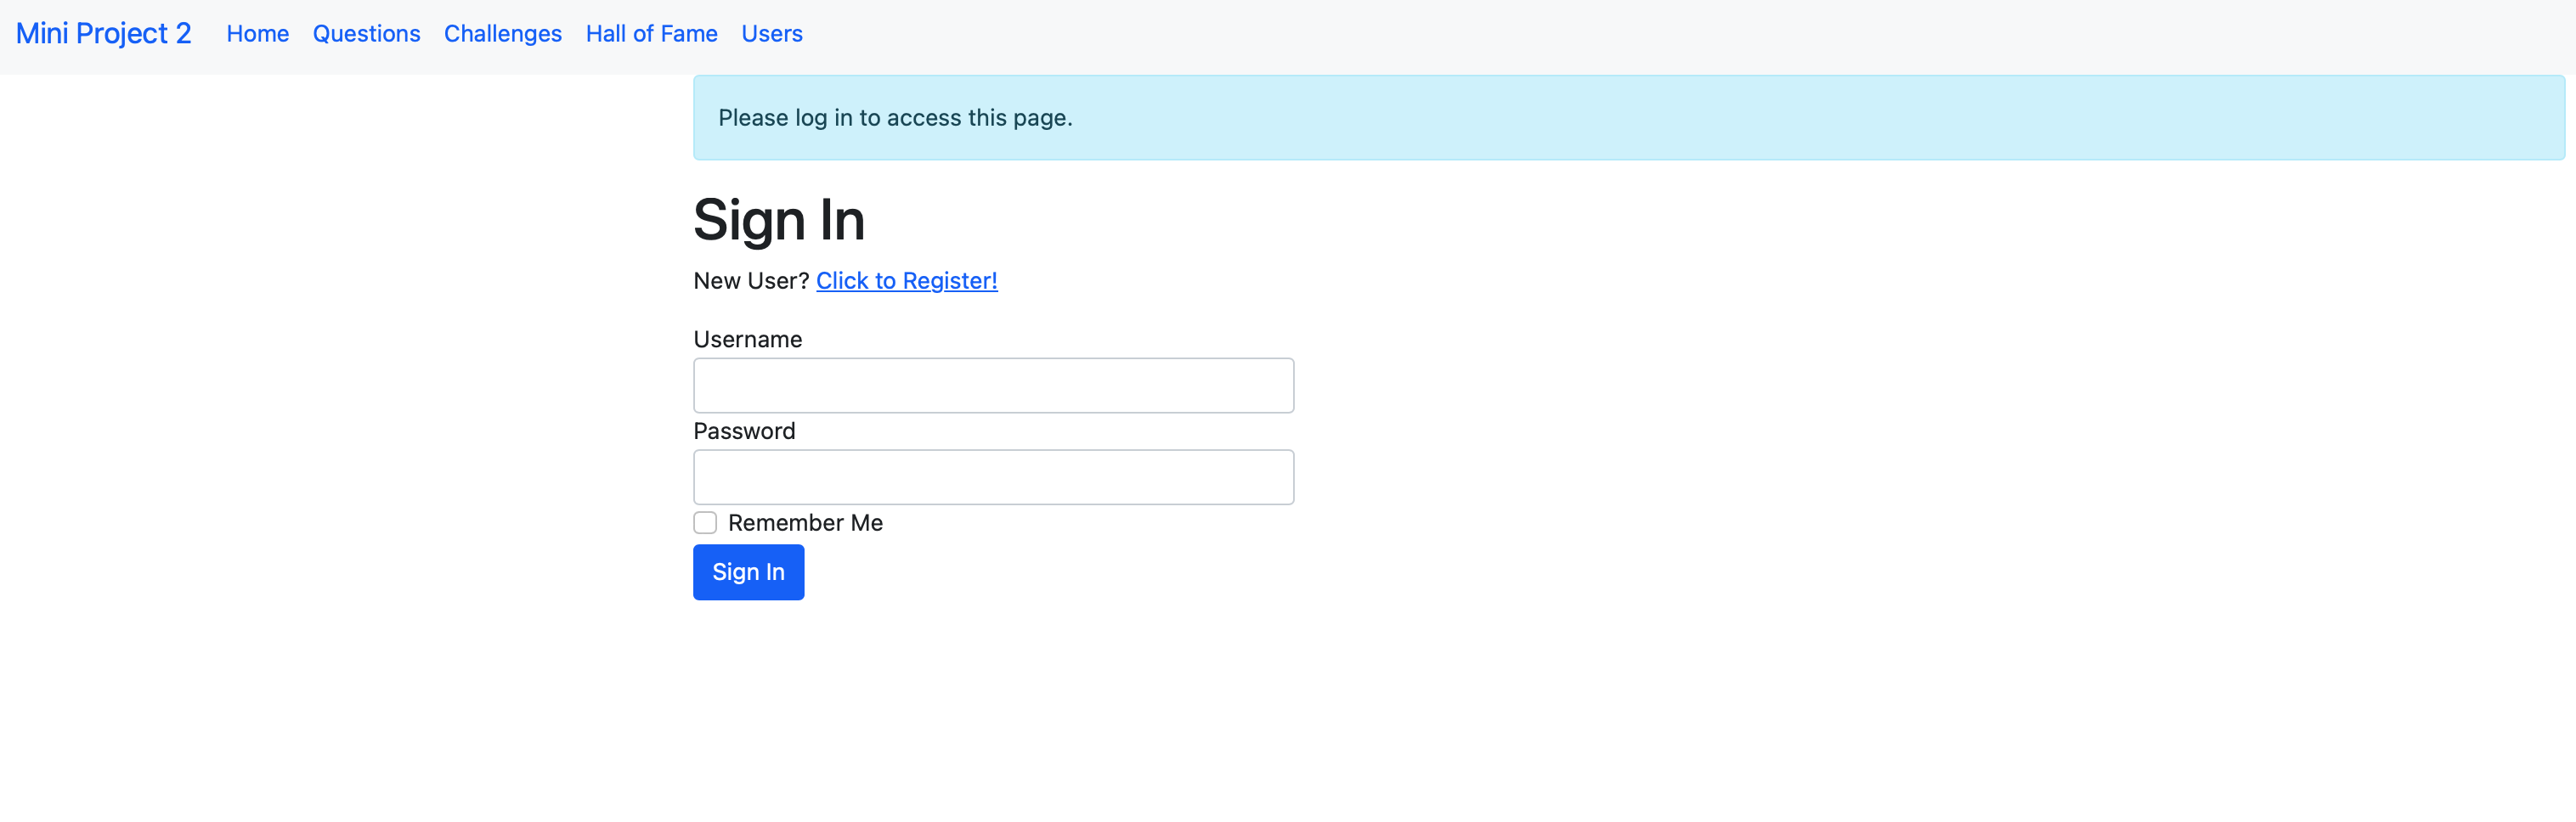 Mini Project 2 Home Questions Challenges Hall of Fame Users
Please log in to access this page.
Sign In
New User? Click to Register!
Username
Password
Remember Me
Sign In